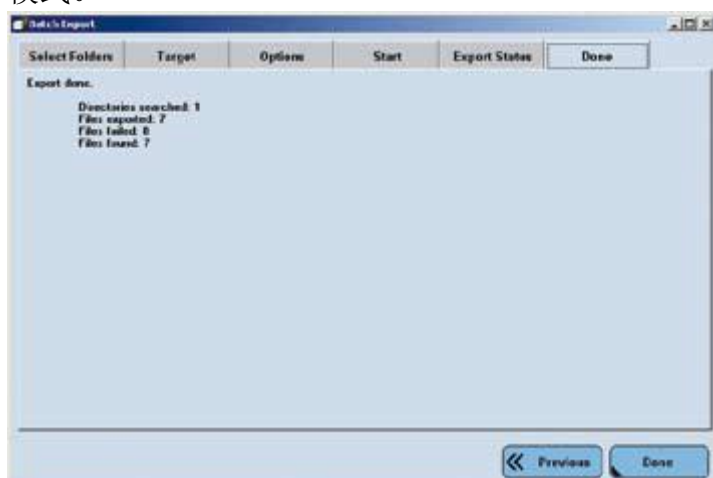 模式。
Batch Export
Select Folders Target Options Start Export Status Done
Export done.
Directories searched: 1
Files exported: 7
Files failed: 0
Files found: 7
Previous Done